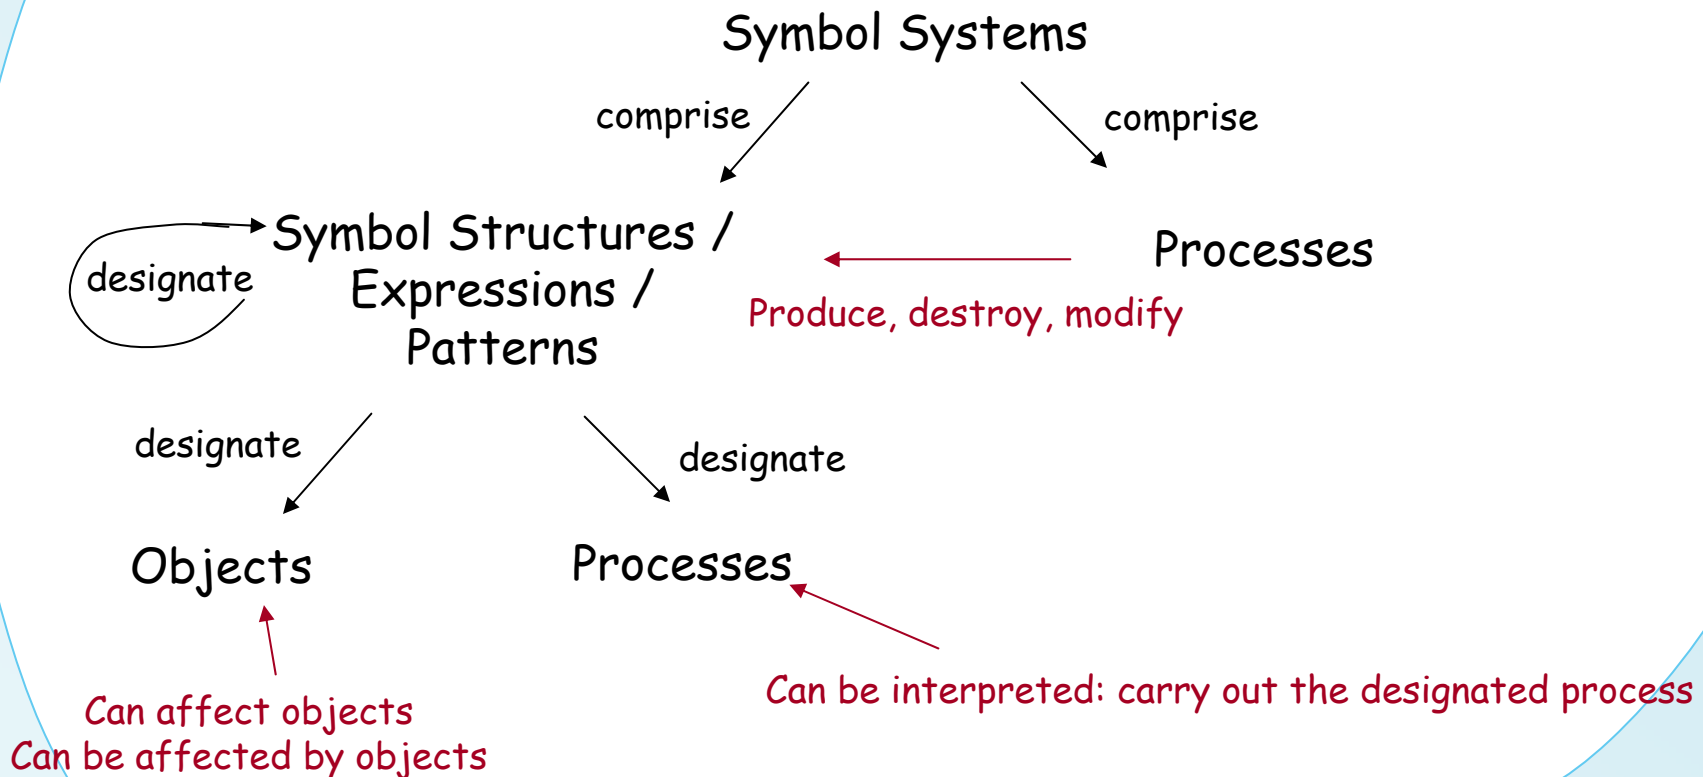 Symbol Systems
comprise
comprise
Symbol Structures /
Expressions /
Patterns
designate
Processes
Produce, destroy, modify
designate
designate
Objects
Processes
Can affect objects
Can be affected by objects
Can be interpreted: carry out the designated process